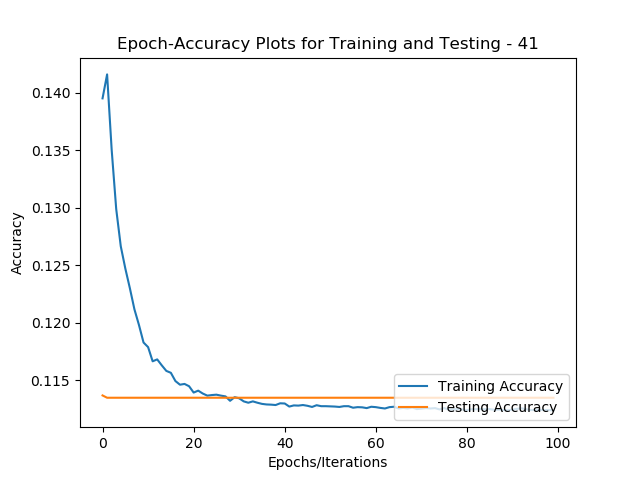 Epoch-Accuracy Plots for Training and Testing - 41
0.140
0.135
0.130
0.125
0.120
0.115
Accuracy
Training Accuracy
Testing Accuracy
0
20
40
60
80
100
Epochs/Iterations